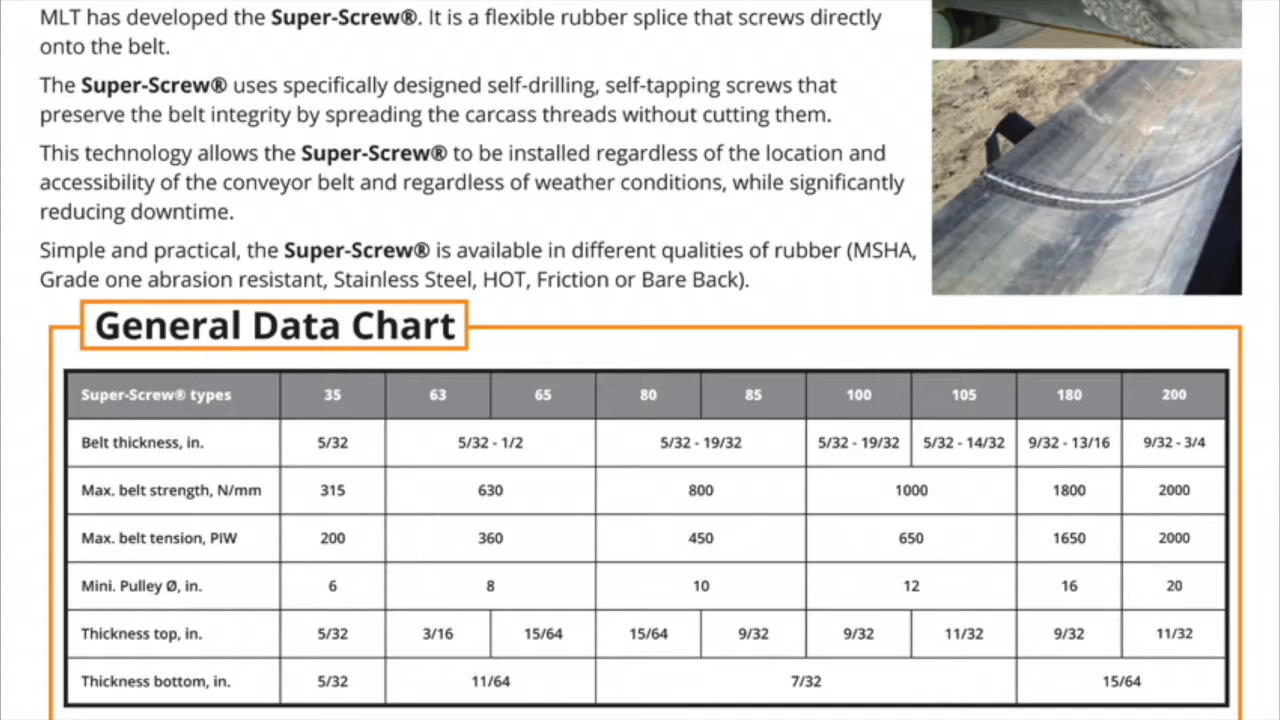 MLT has developed the Super-Screw®. It is a flexible rubber splice that screws directly
onto the belt.
The Super-Screw® uses specifically designed self-drilling, self-tapping screws that
preserve the belt integrity by spreading the carcass threads without cutting them.
This technology allows the Super-Screw® to be installed regardless of the location and
accessibility of the conveyor belt and regardless of weather conditions, while significantly
reducing downtime.
Simple and practical, the Super-Screw® is available in different qualities of rubber (MSHA,
Grade one abrasion resistant, Stainless Steel, HOT, Friction or Bare Back).
General Data Chart
Super-Screw® types 35 63 65 80 85 100 105 180 200
Belt thickness, in. 5/32 5/32 - 1/2 5/32 - 19/32 5/32 - 19/32 5/32 - 14/32 9/32 - 13/16 9/32 - 3/4
Max. belt strength, N/mm 315 630 800 1000 1800 2000
Max. belt tension, PIW 200 360 450 650 1650 2000
Mini. Pulley Ø, in. 6 8 10 12 16 20
Thickness top, in. 5/32 3/16 15/64 15/64 9/32 9/32 11/32 9/32 11/32
Thickness bottom, in. 5/32 11/64 7/32 15/64